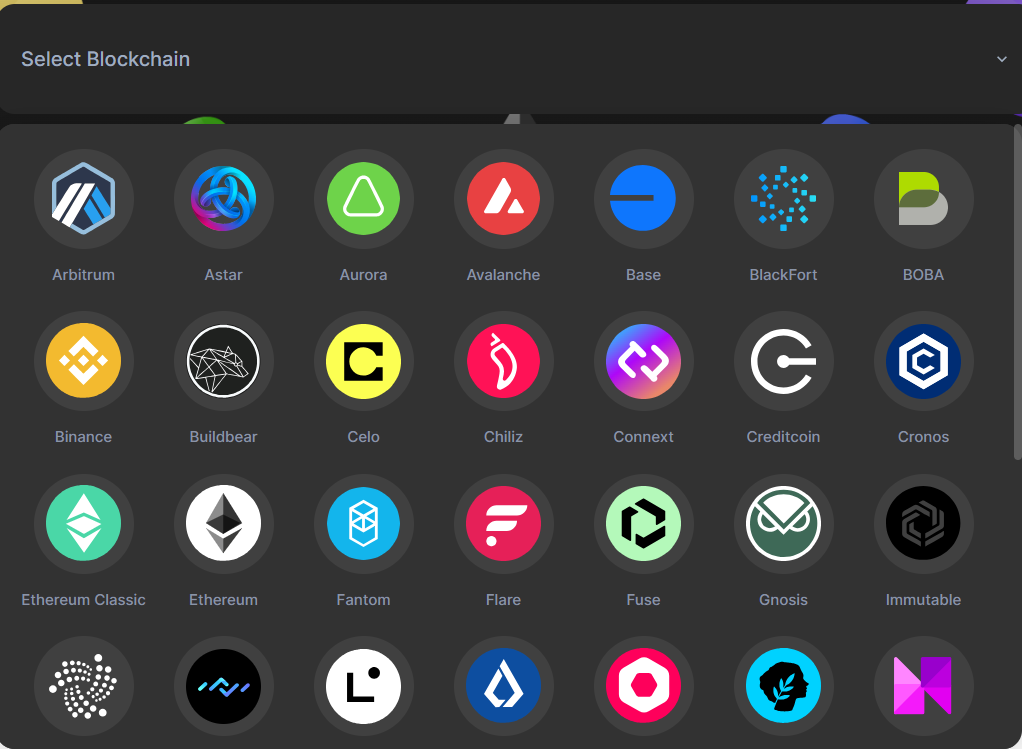 Select Blockchain
Arbitrum Astar Aurora Avalanche Base BlackFort BOBA
Binance Buildbear Celo Chiliz Connext Creditcoin Cronos
Ethereum Classic Ethereum Fantom Flare Fuse Gnosis Immutable